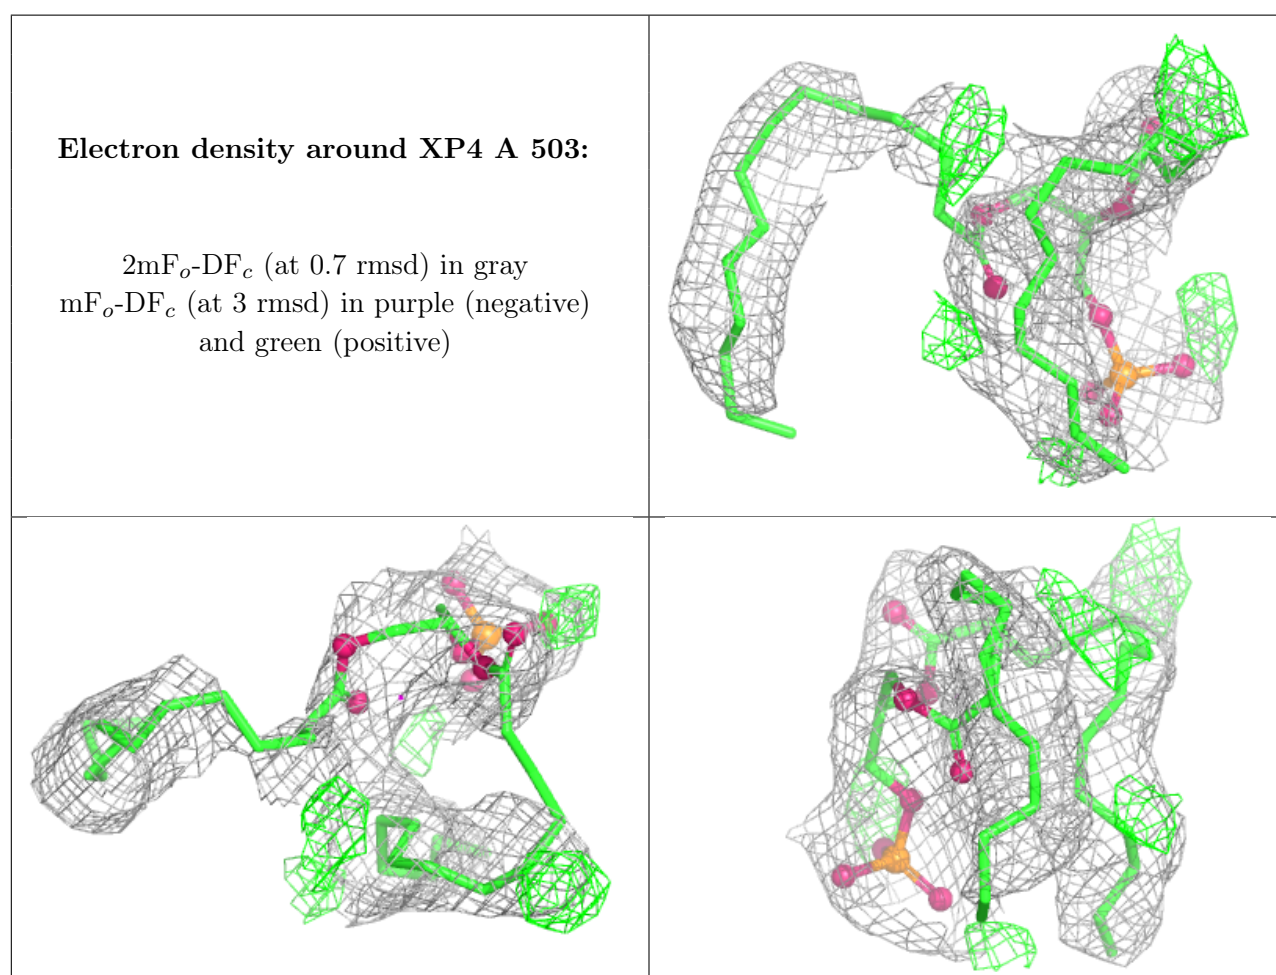 Electron density around XP4 A 503:
2mFo-DFc (at 0.7 rmsd) in gray
mFo-DFc (at 3 rmsd) in purple (negative)
and green (positive)